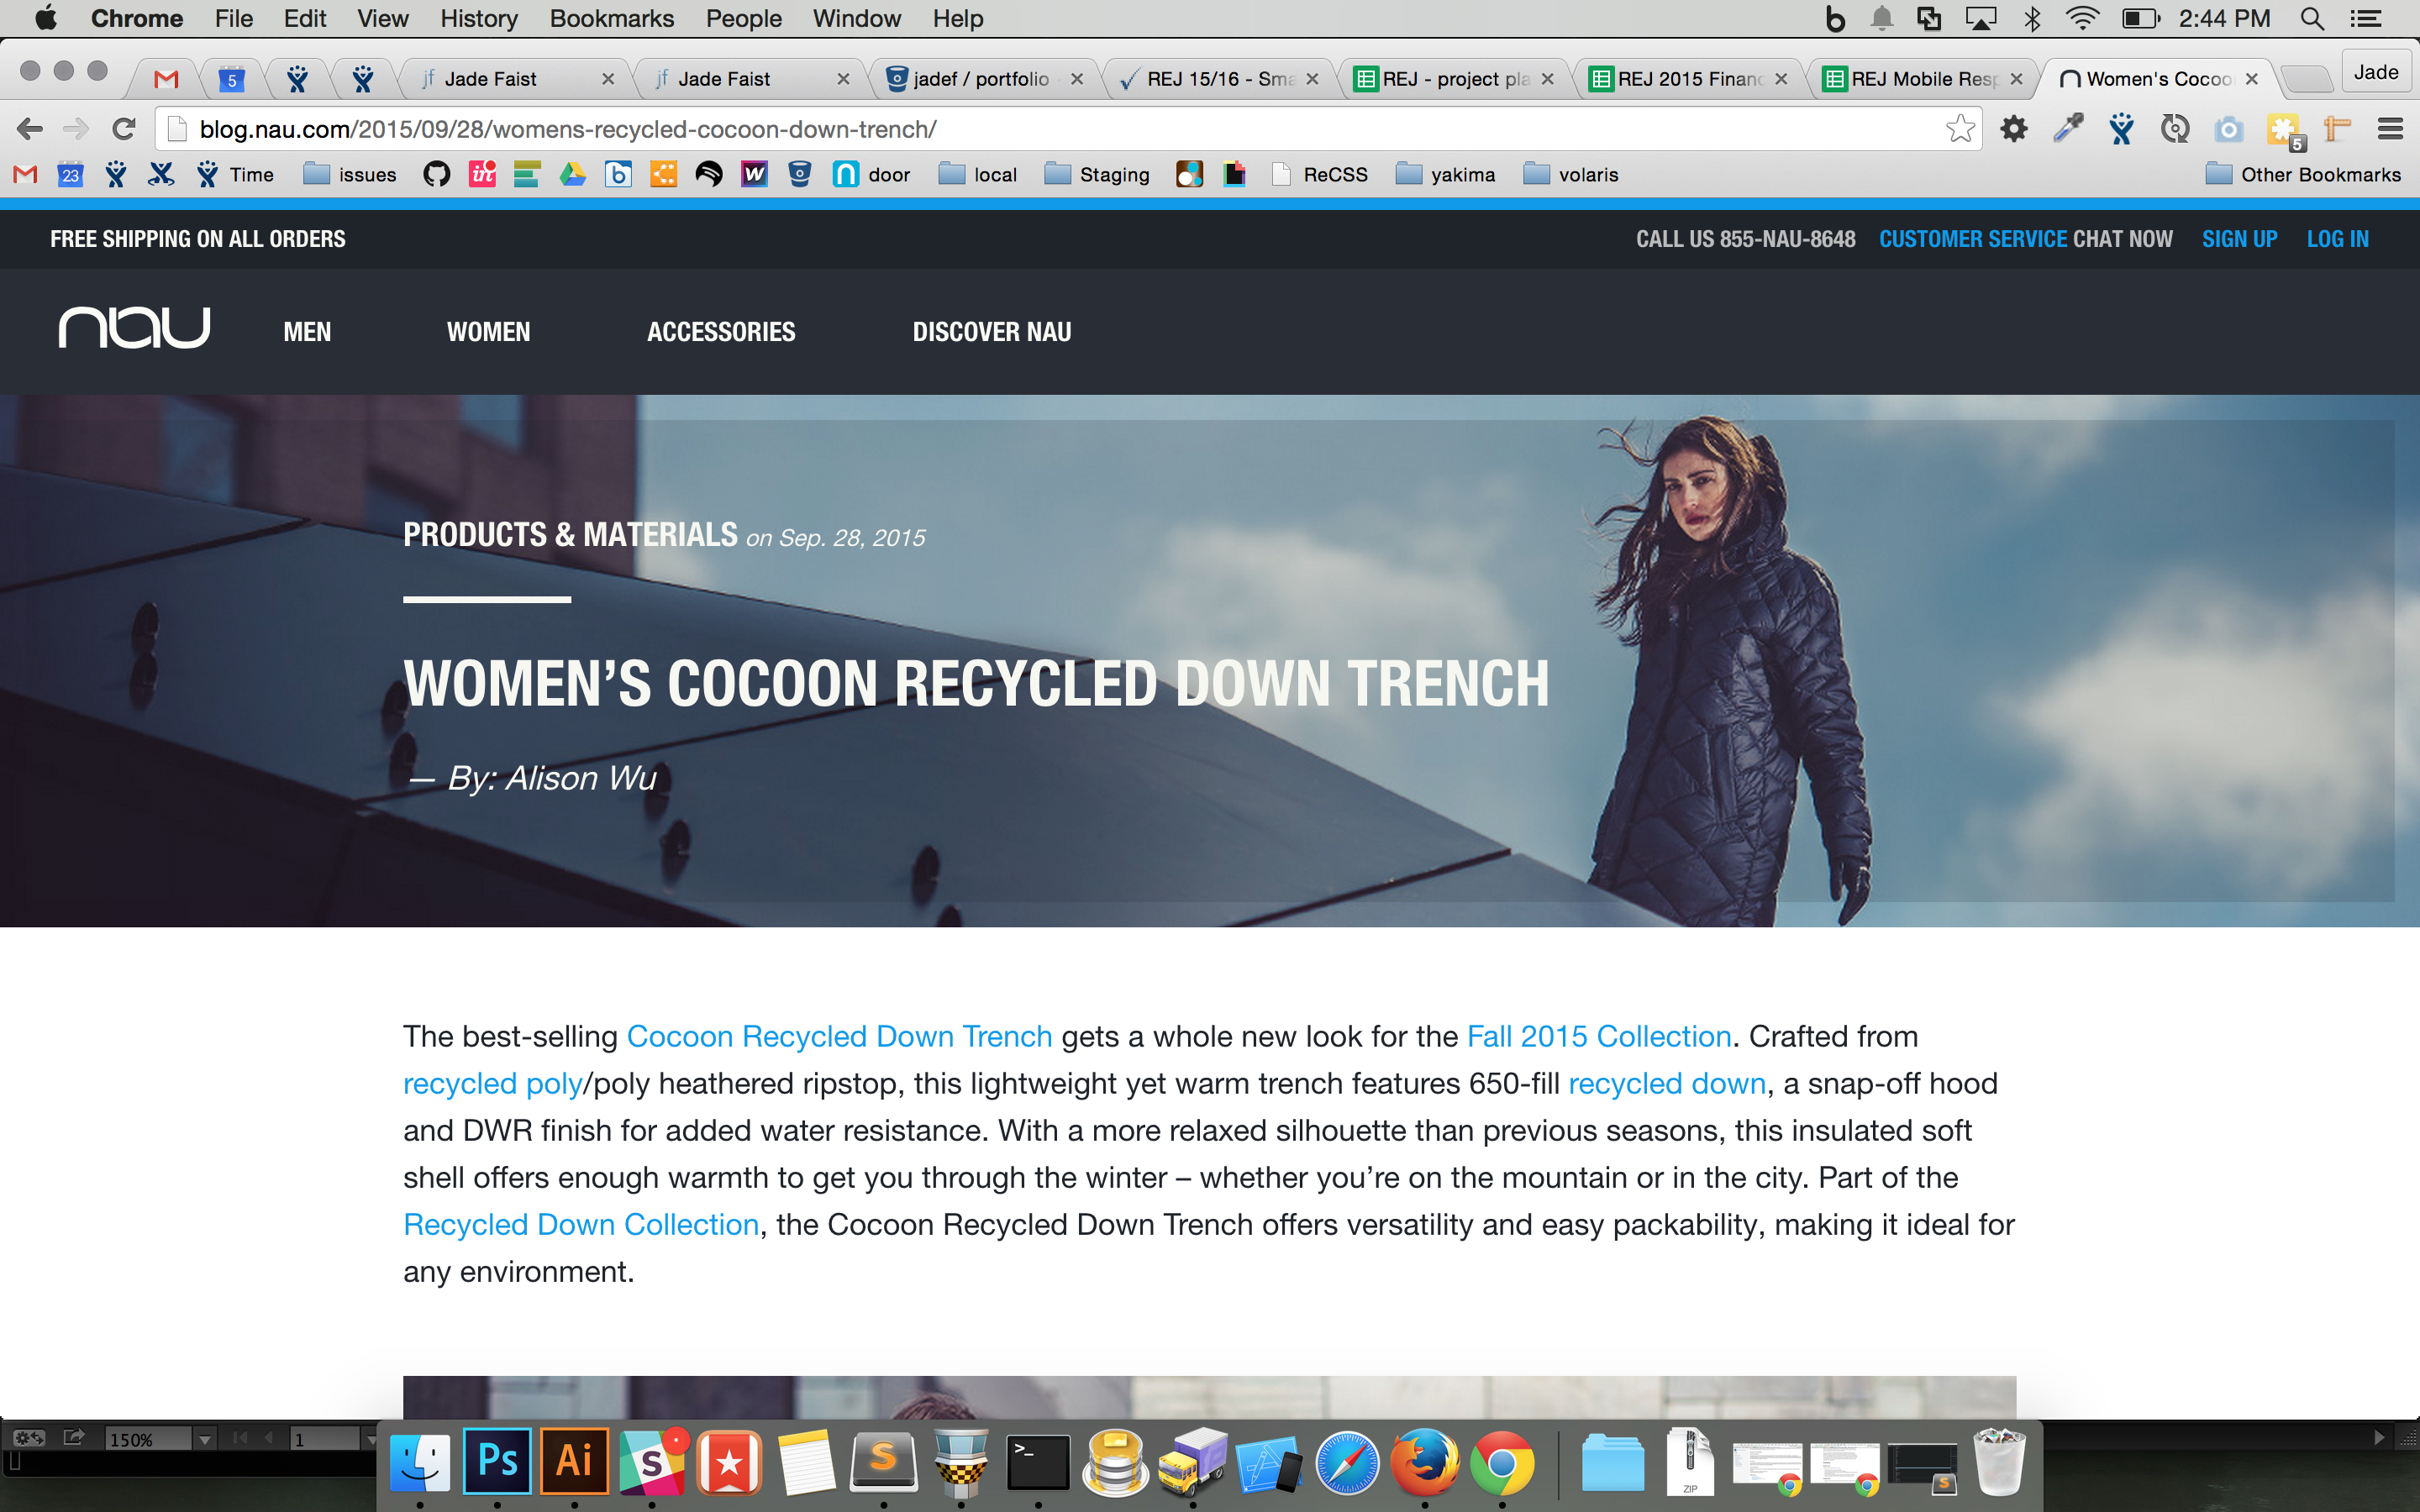 Chrome File Edit View History Bookmarks People Window Help 2:44 PM
5 Jade Faist Jade Faist jadef / portfolio REJ 15/16 - Sma REJ - project pla REJ 2015 Financ REJ Mobile Resp Women's Cocoo Jade
blog.nau.com/2015/09/28/womens-recycled-cocoon-down-trench/ 5
23 Time issues in b W door local Staging ReCSS yakima volaris Other Bookmarks
FREE SHIPPING ON ALL ORDERS CALL US 855-NAU-8648 CUSTOMER SERVICE CHAT NOW SIGN UP LOG IN
nau MEN WOMEN ACCESSORIES DISCOVER NAU
PRODUCTS & MATERIALS on Sep. 28, 2015
WOMEN’S COCOON RECYCLED DOWN TRENCH
— By: Alison Wu
The best-selling Cocoon Recycled Down Trench gets a whole new look for the Fall 2015 Collection. Crafted from
recycled poly/poly heathered ripstop, this lightweight yet warm trench features 650-fill recycled down, a snap-off hood
and DWR finish for added water resistance. With a more relaxed silhouette than previous seasons, this insulated soft
shell offers enough warmth to get you through the winter – whether you’re on the mountain or in the city. Part of the
Recycled Down Collection, the Cocoon Recycled Down Trench offers versatility and easy packability, making it ideal for
any environment.
150% 1
Ps Ai S S >_ ZIP S